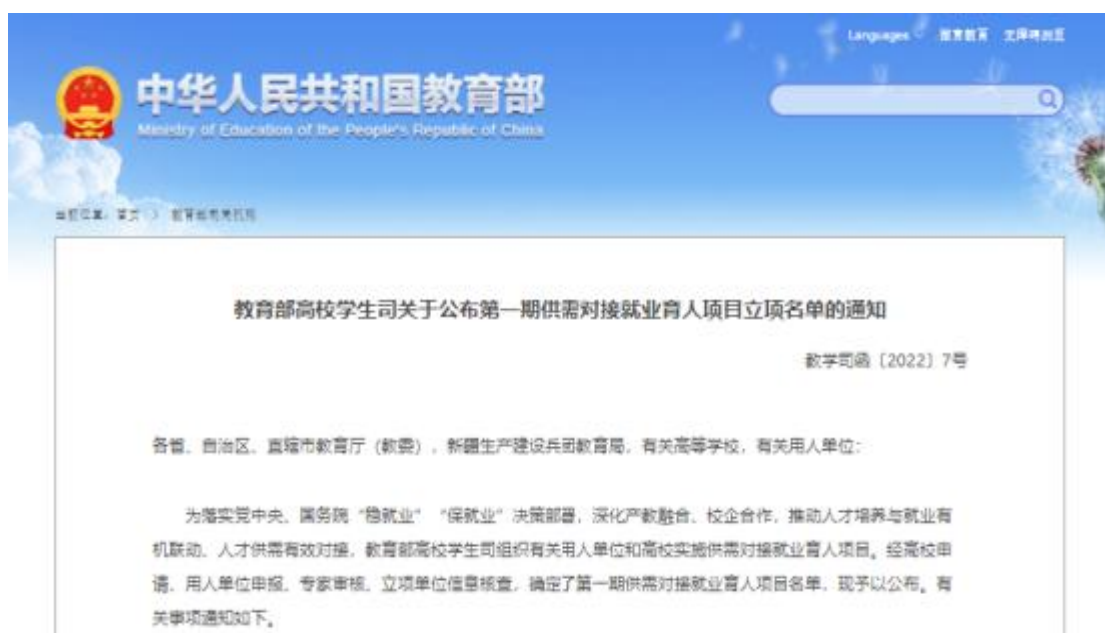 Languages
中华人民共和国教育部
Ministry of Education of the People's Republic of China
当前位置: 首页 >
教育部高校学生司关于公布第一期供需对接就业育人项目立项名单的通知
教学司函〔2022〕7号
各省、自治区、直辖市教育厅（教委），新疆生产建设兵团教育局，有关高等学校，有关用人单位：
为落实党中央、国务院“稳就业”“保就业”决策部署，深化产教融合、校企合作，推动人才培养与就业有
机联动、人才供需有效对接，教育部高校学生司组织有关用人单位和高校实施供需对接就业育人项目。经高校申
请、用人单位申报、专家审核、立项单位信息核查，确定了第一期供需对接就业育人项目名单，现予以公布。有
关事项通知如下。